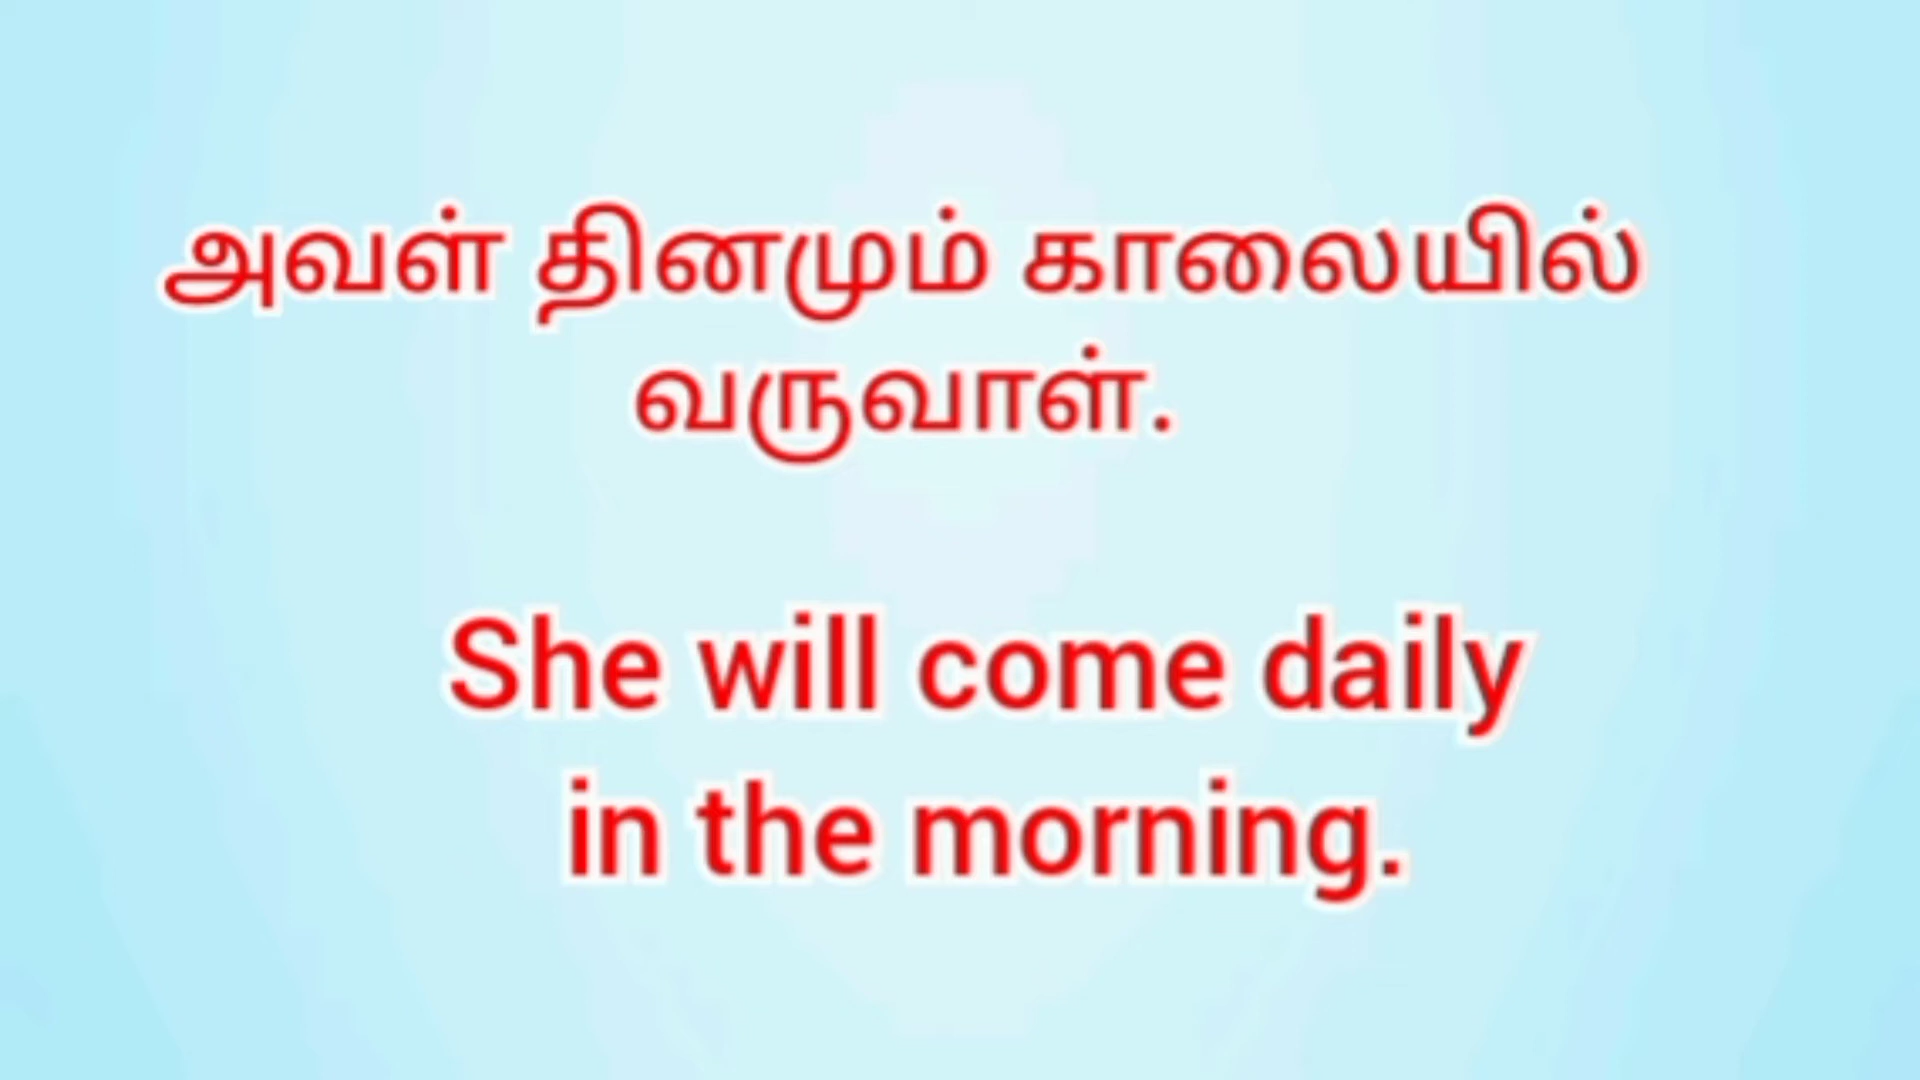 அவள் தினமும் காலையில்
வருவாள்.
She will come daily
in the morning.